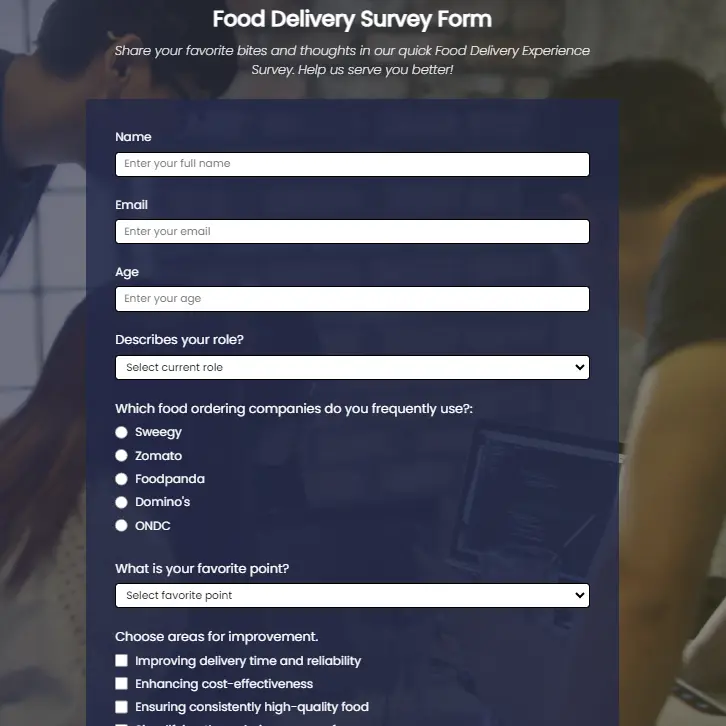 Food Delivery Survey Form
Share your favorite bites and thoughts in our quick Food Delivery Experience
Survey. Help us serve you better!
Name
Enter your full name
Email
Enter your email
Age
Enter your age
Describes your role?
Select current role
Which food ordering companies do you frequently use?:
Sweegy
Zomato
Foodpanda
Domino's
ONDC
What is your favorite point?
Select favorite point
Choose areas for improvement.
Improving delivery time and reliability
Enhancing cost-effectiveness
Ensuring consistently high-quality food